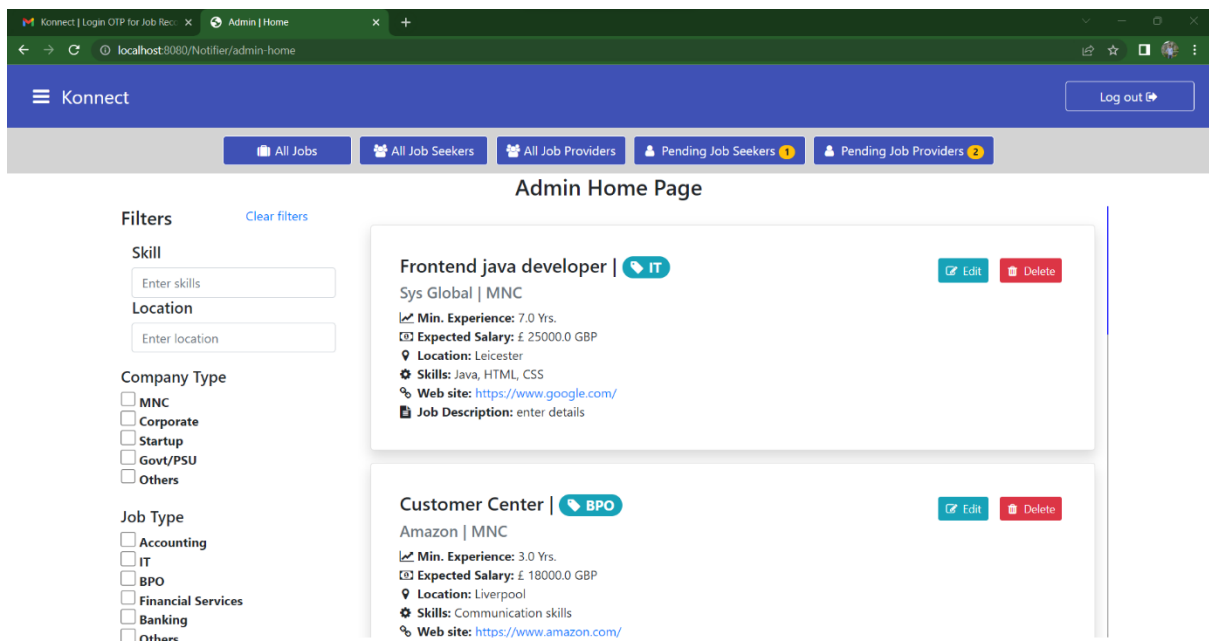 Konnect | Login OTP for Job Reco
Admin | Home
localhost:8080/Notifier/admin-home
Konnect
Log out
All Jobs
All Job Seekers
All Job Providers
Pending Job Seekers 1
Pending Job Providers 2
Admin Home Page
Filters
Clear filters
Skill
Enter skills
Location
Enter location
Company Type
MNC
Corporate
Startup
Govt/PSU
Others
Job Type
Accounting
IT
BPO
Financial Services
Banking
Others
Frontend java developer | IT
Edit
Delete
Sys Global | MNC
Min. Experience: 7.0 Yrs.
Expected Salary: £ 25000.0 GBP
Location: Leicester
Skills: Java, HTML, CSS
Web site: https://www.google.com/
Job Description: enter details
Customer Center | BPO
Edit
Delete
Amazon | MNC
Min. Experience: 3.0 Yrs.
Expected Salary: £ 18000.0 GBP
Location: Liverpool
Skills: Communication skills
Web site: https://www.amazon.com/